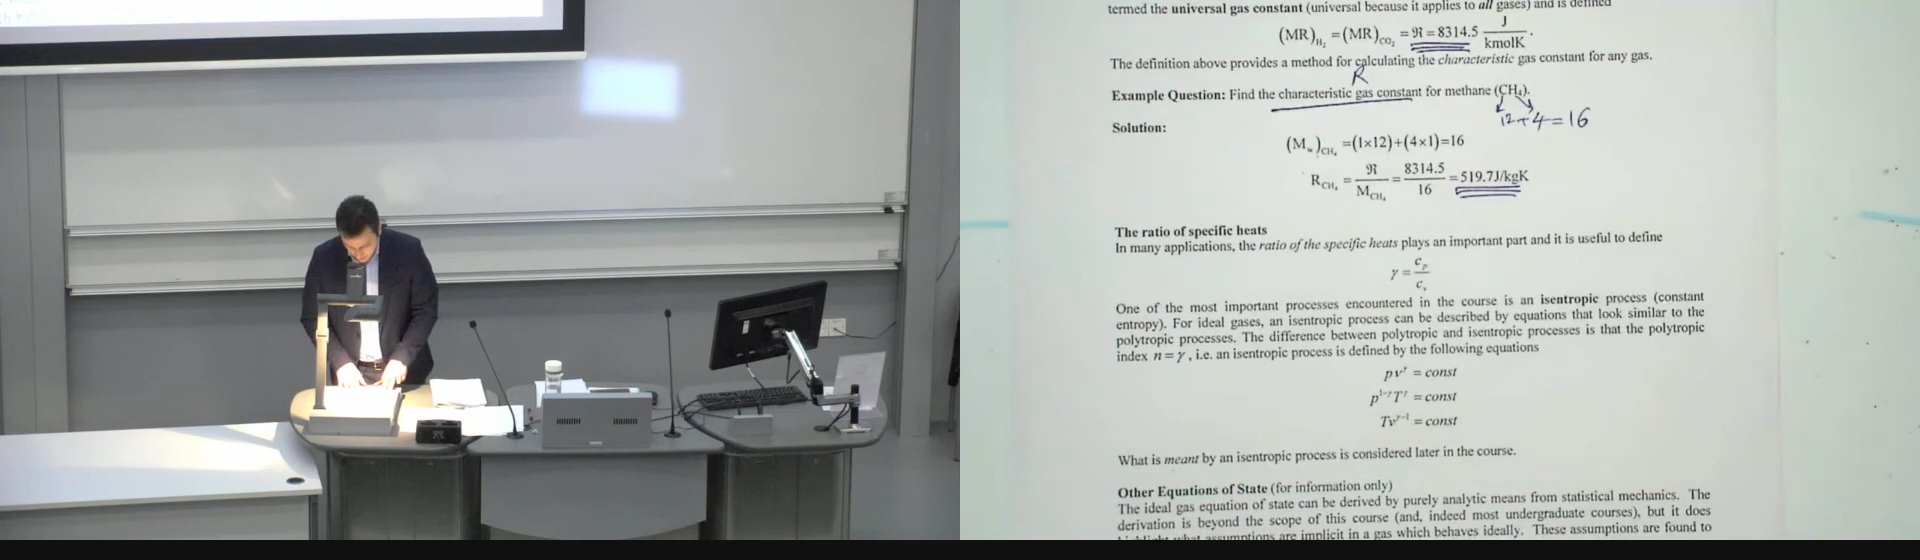 termed the universal gas constant (universal because it applies to all gases) and is defined
(MR)H₂ = (MR)CO₂ = ℜ = 8314.5 J/kmolK .
The definition above provides a method for calculating the characteristic gas constant for any gas.
R
Example Question: Find the characteristic gas constant for methane (CH₄).
12+4=16
Solution:
(Mw)CH₄ =(1×12)+(4×1)=16
RCH₄ = ℜ/MCH₄ = 8314.5/16 = 519.7J/kgK
The ratio of specific heats
In many applications, the ratio of the specific heats plays an important part and it is useful to define
γ = cp/cv
One of the most important processes encountered in the course is an isentropic process (constant
entropy). For ideal gases, an isentropic process can be described by equations that look similar to the
polytropic processes. The difference between polytropic and isentropic processes is that the polytropic
index n = γ , i.e. an isentropic process is defined by the following equations
pv^γ = const
p^(1-γ)T^γ = const
Tv^(γ-1) = const
What is meant by an isentropic process is considered later in the course.
Other Equations of State (for information only)
The ideal gas equation of state can be derived by purely analytic means from statistical mechanics. The
derivation is beyond the scope of this course (and, indeed most undergraduate courses), but it does
what assumptions are implicit in a gas which behaves ideally. These assumptions are found to